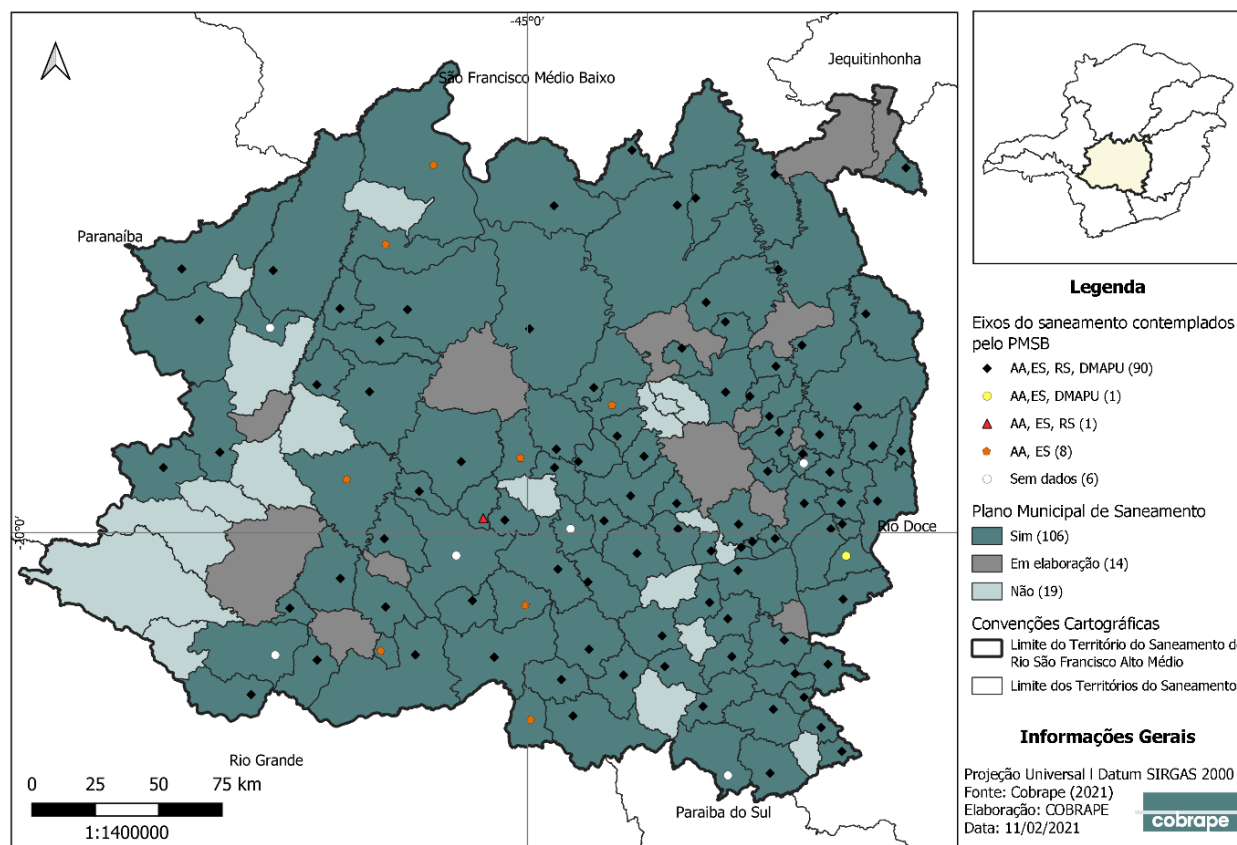 -45°0'
Jequitinhonha
São Francisco Médio Baixo
Paranaíba
-20°0'
Rio Doce
Rio Grande
Paraiba do Sul
0 25 50 75 km
1:1400000
Legenda
Eixos do saneamento contemplados
pelo PMSB
AA,ES, RS, DMAPU (90)
AA,ES, DMAPU (1)
AA, ES, RS (1)
AA, ES (8)
Sem dados (6)
Plano Municipal de Saneamento
Sim (106)
Em elaboração (14)
Não (19)
Convenções Cartográficas
Limite do Território do Saneamento d
Rio São Francisco Alto Médio
Limite dos Territórios do Saneamento
Informações Gerais
Projeção Universal I Datum SIRGAS 2000
Fonte: Cobrape (2021)
Elaboração: COBRAPE
Data: 11/02/2021
cobrape